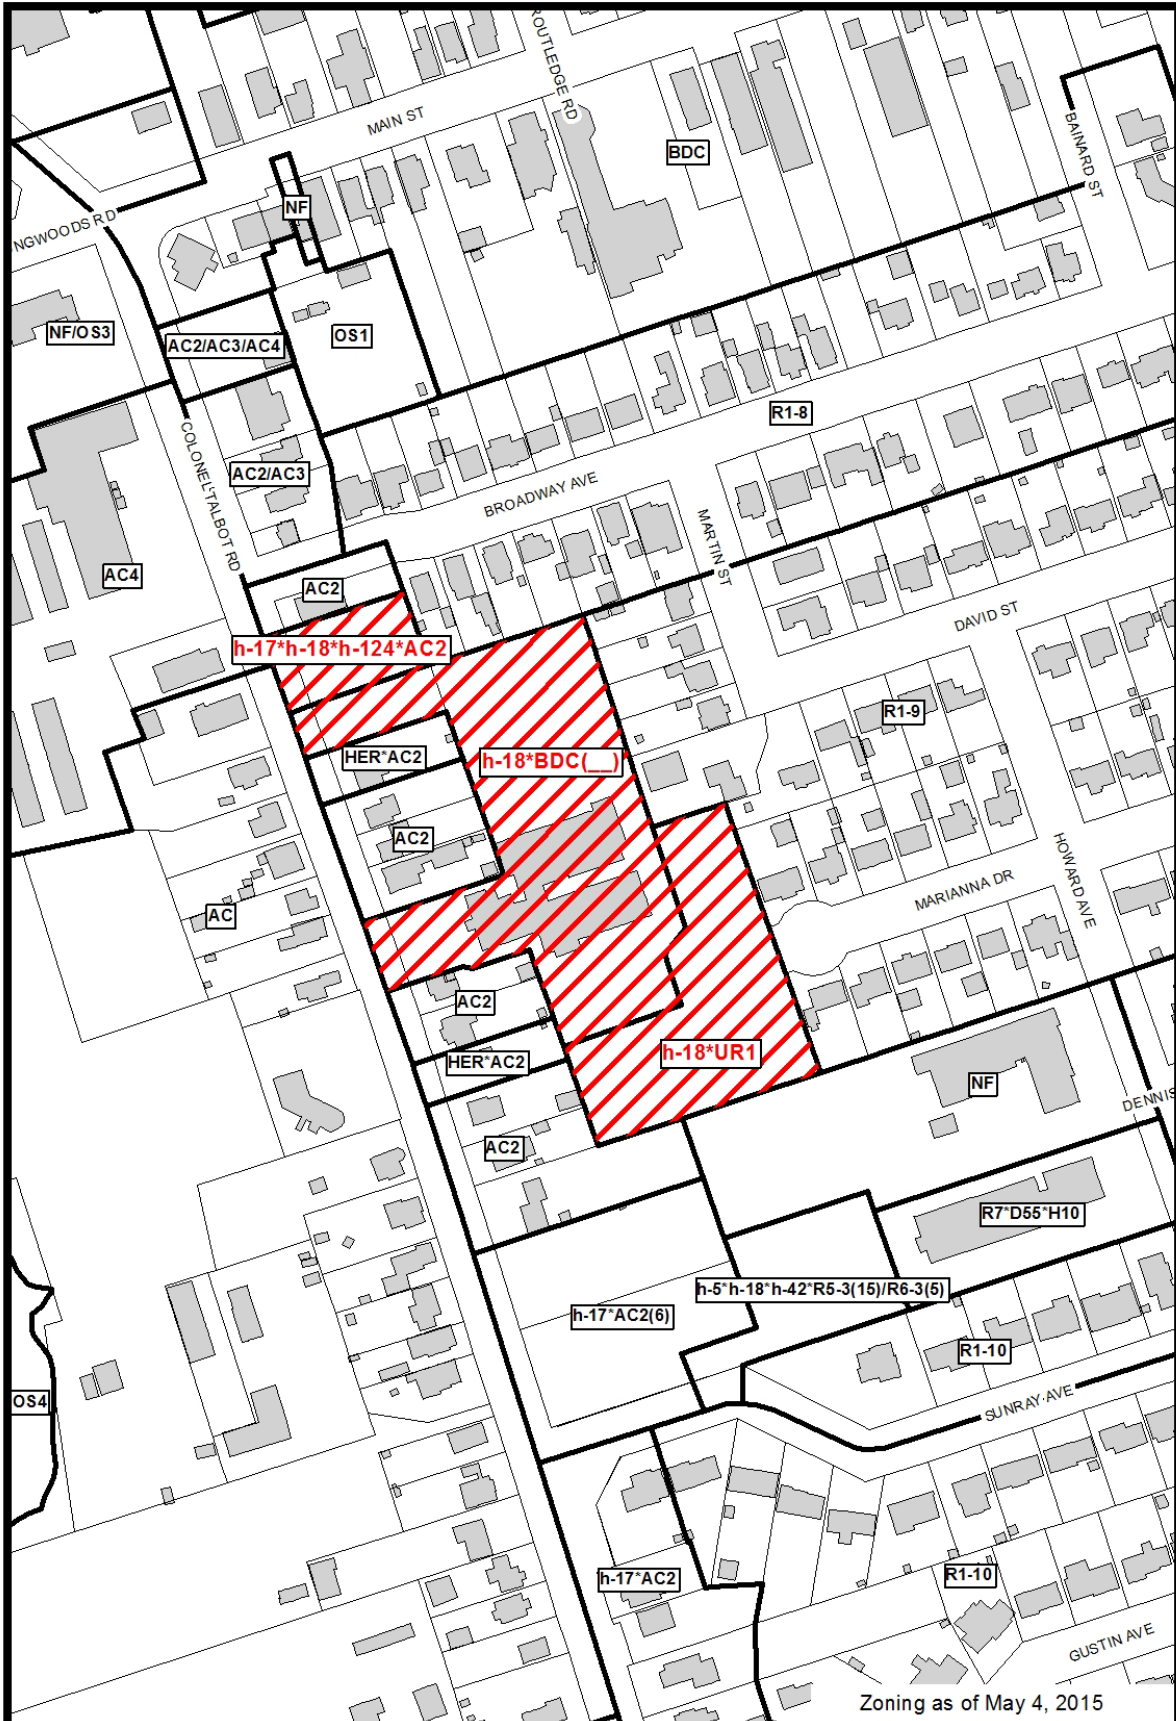 ROUTLEDGE RD
MAIN ST
BDC
BAINARD ST
NF
NGWOODS RD
NF/OS3
AC2/AC3/AC4
OS1
R1-8
COLONEL TALBOT RD
AC2/AC3
BROADWAY AVE
MARTIN ST
AC4
AC2
DAVID ST
h-17*h-18*h-124*AC2
R1-9
HER*AC2
h-18*BDC(__)
AC2
HOWARD AVE
MARIANNA DR
AC
AC2
HER*AC2
h-18*UR1
NF
DENNIS
AC2
R7*D55*H10
h-5*h-18*h-42*R5-3(15)/R6-3(5)
h-17*AC2(6)
R1-10
OS4
SUNRAY AVE
h-17*AC2
R1-10
GUSTIN AVE
Zoning as of May 4, 2015